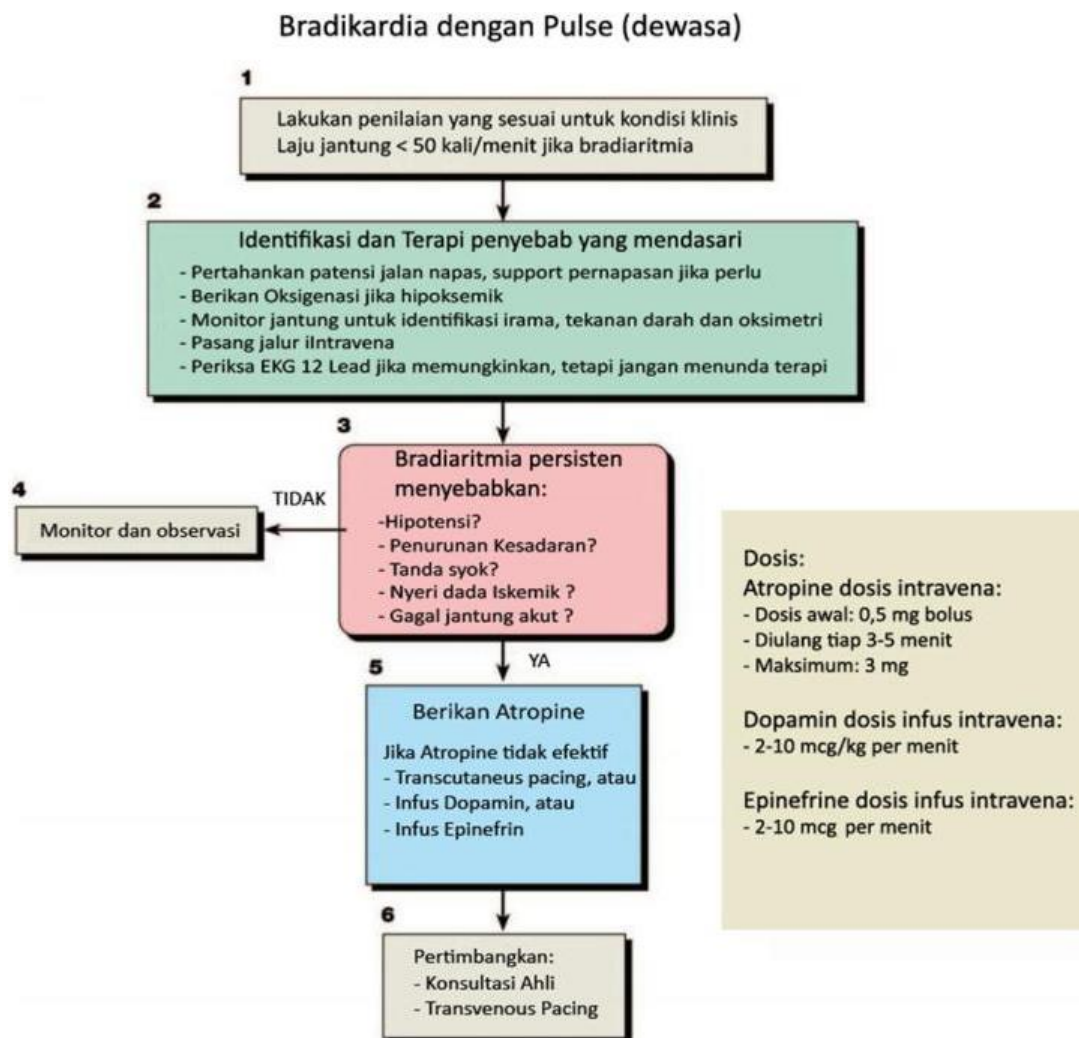 Bradikardia dengan Pulse (dewasa)
1
Lakukan penilaian yang sesuai untuk kondisi klinis
Laju jantung < 50 kali/menit jika bradiaritmia
2
Identifikasi dan Terapi penyebab yang mendasari
- Pertahankan patensi jalan napas, support pernapasan jika perlu
- Berikan Oksigenasi jika hipoksemik
- Monitor jantung untuk identifikasi irama, tekanan darah dan oksimetri
- Pasang jalur iIntravena
- Periksa EKG 12 Lead jika memungkinkan, tetapi jangan menunda terapi
3
Bradiaritmia persisten
menyebabkan:
-Hipotensi?
- Penurunan Kesadaran?
- Tanda syok?
- Nyeri dada Iskemik ?
- Gagal jantung akut ?
TIDAK
4
Monitor dan observasi
YA
5
Berikan Atropine
Jika Atropine tidak efektif
- Transcutaneus pacing, atau
- Infus Dopamin, atau
- Infus Epinefrin
6
Pertimbangkan:
- Konsultasi Ahli
- Transvenous Pacing
Dosis:
Atropine dosis intravena:
- Dosis awal: 0,5 mg bolus
- Diulang tiap 3-5 menit
- Maksimum: 3 mg
Dopamin dosis infus intravena:
- 2-10 mcg/kg per menit
Epinefrine dosis infus intravena:
- 2-10 mcg per menit